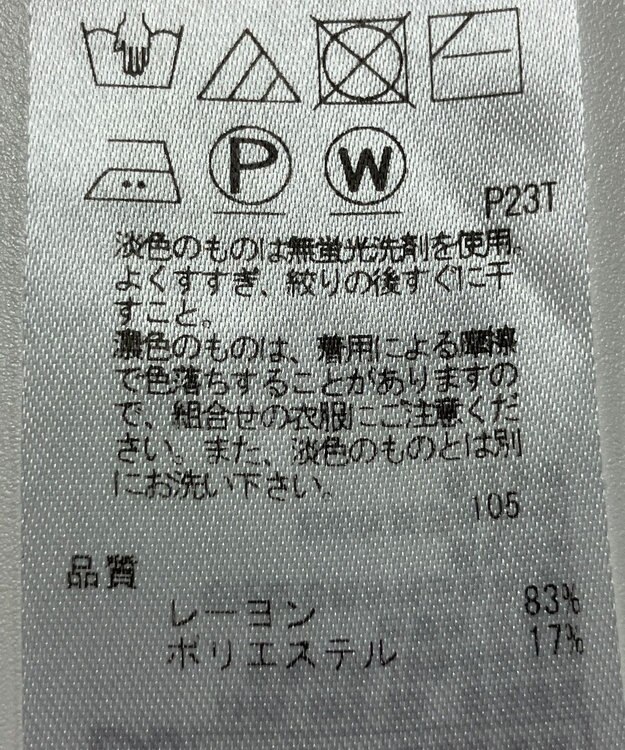 P W
P23T
淡色のものは無蛍光洗剤を使用。
よくすすぎ、絞りの後すぐに干
すこと。
濃色のものは、着用による摩擦
で色落ちすることがありますの
で、組合せの衣服にご注意くだ
さい。また、淡色のものとは別
にお洗い下さい。
105
品質
レーヨン 83%
ポリエステル 17%